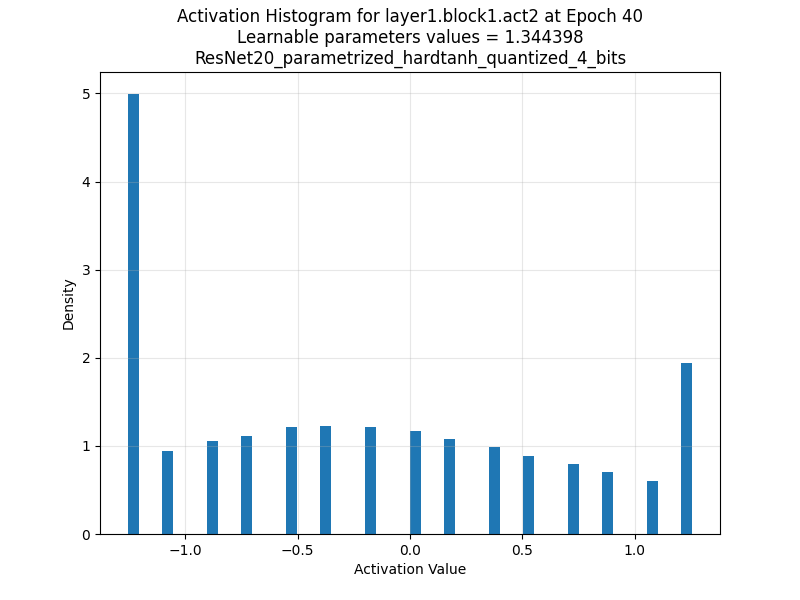 Activation Histogram for layer1.block1.act2 at Epoch 40
Learnable parameters values = 1.344398
ResNet20_parametrized_hardtanh_quantized_4_bits
5
4
3
2
1
0
Density
−1.0
−0.5
0.0
0.5
1.0
Activation Value